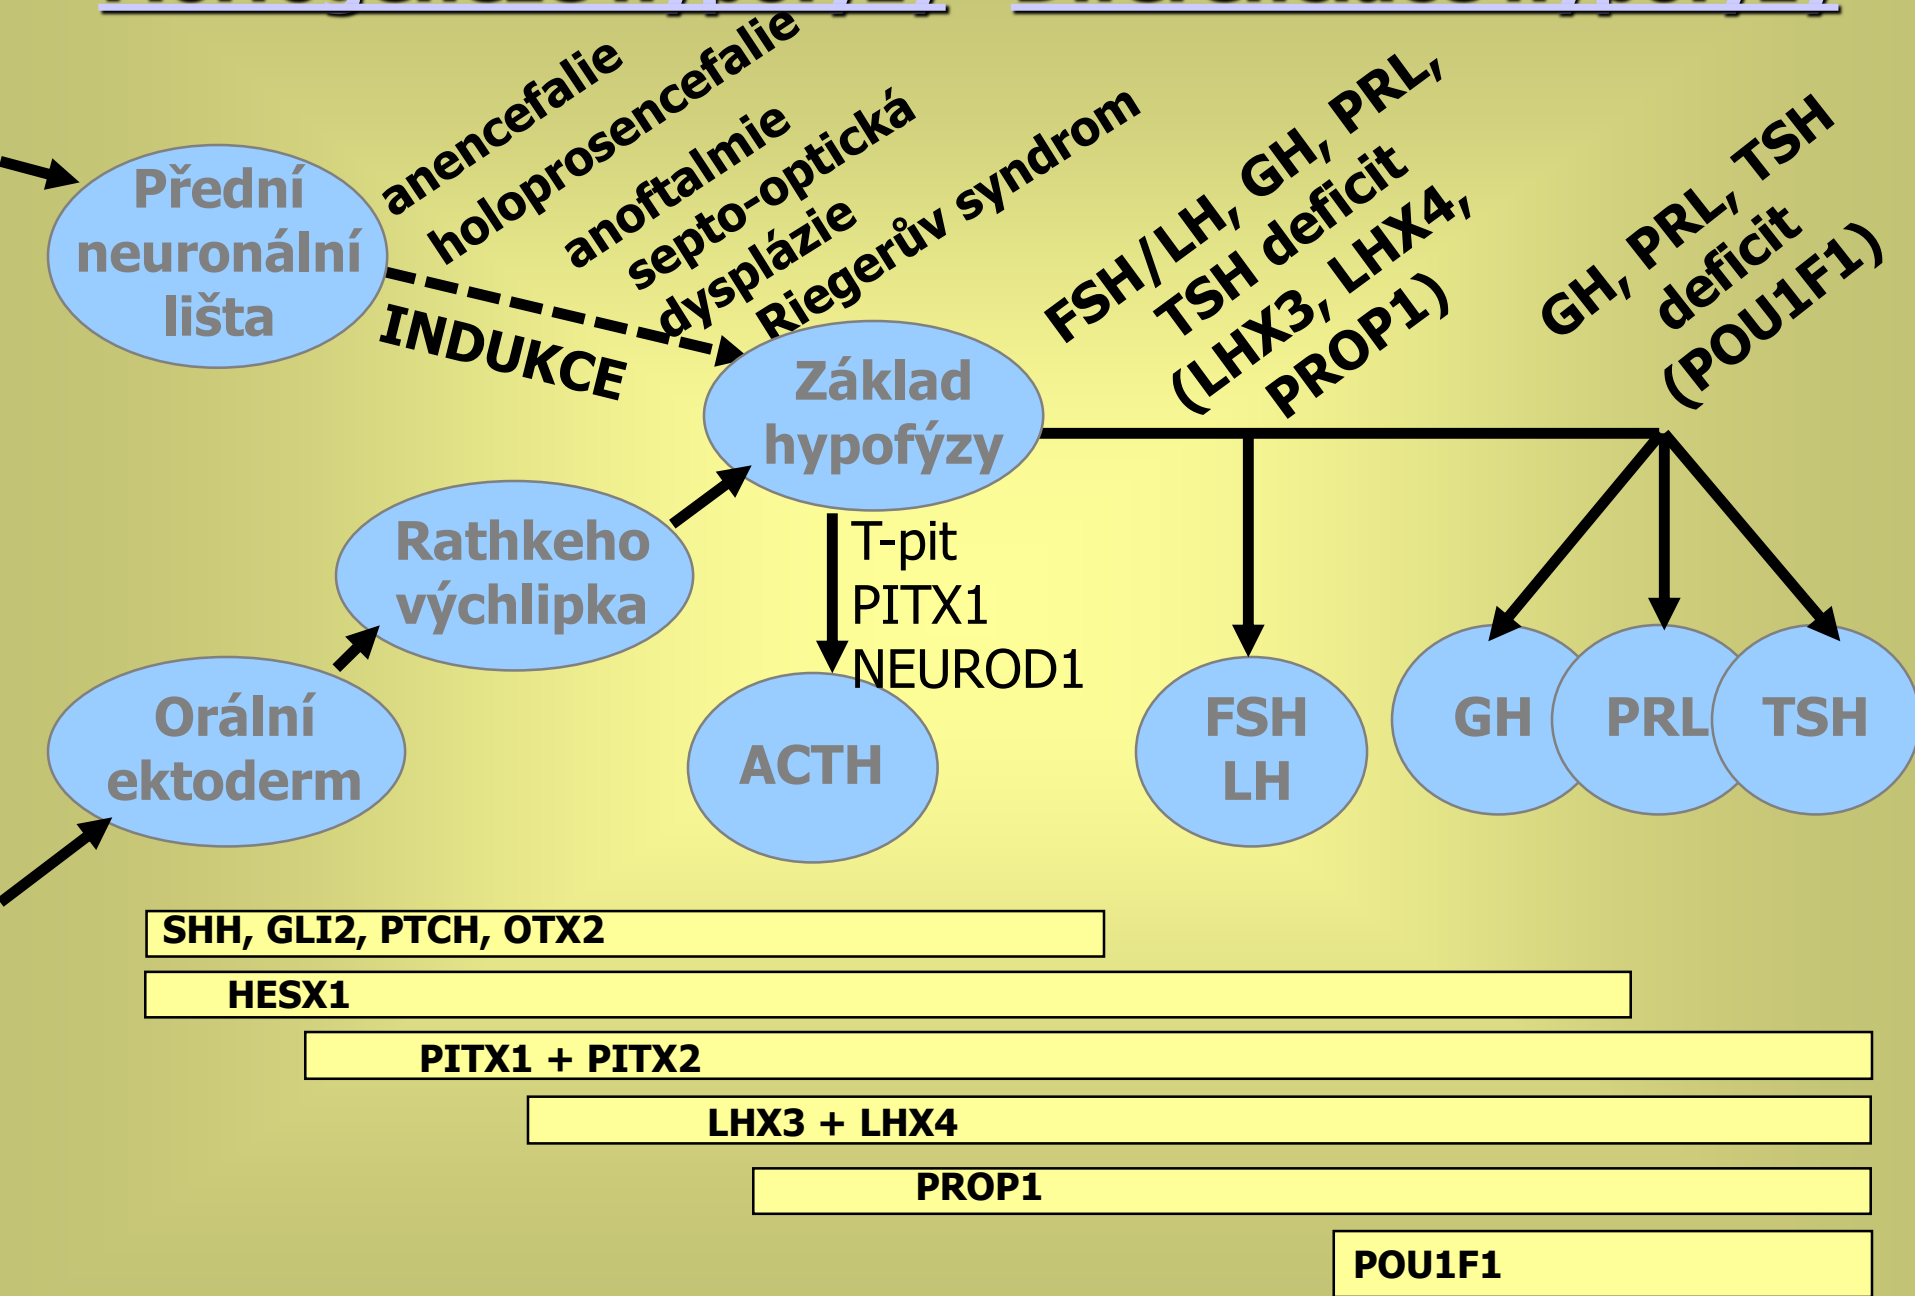 anencefalie
holoprosencefalie
anoftalmie
septo-optická
dysplázie
Riegerův syndrom
FSH/LH, GH, PRL,
TSH deficit
(LHX3, LHX4,
PROP1)
GH, PRL, TSH
deficit
(POU1F1)
Přední
neuronální
lišta
INDUKCE
Základ
hypofýzy
Rathkeho
výchlipka
T-pit
PITX1
NEUROD1
Orální
ektoderm
ACTH
FSH
LH
GH
PRL
TSH
SHH, GLI2, PTCH, OTX2
HESX1
PITX1 + PITX2
LHX3 + LHX4
PROP1
POU1F1